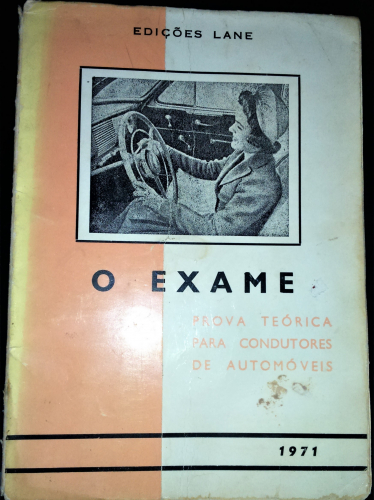 EDIÇÕES LANE
O EXAME
PROVA TEÓRICA
PARA CONDUTORES
DE AUTOMÓVEIS
1971